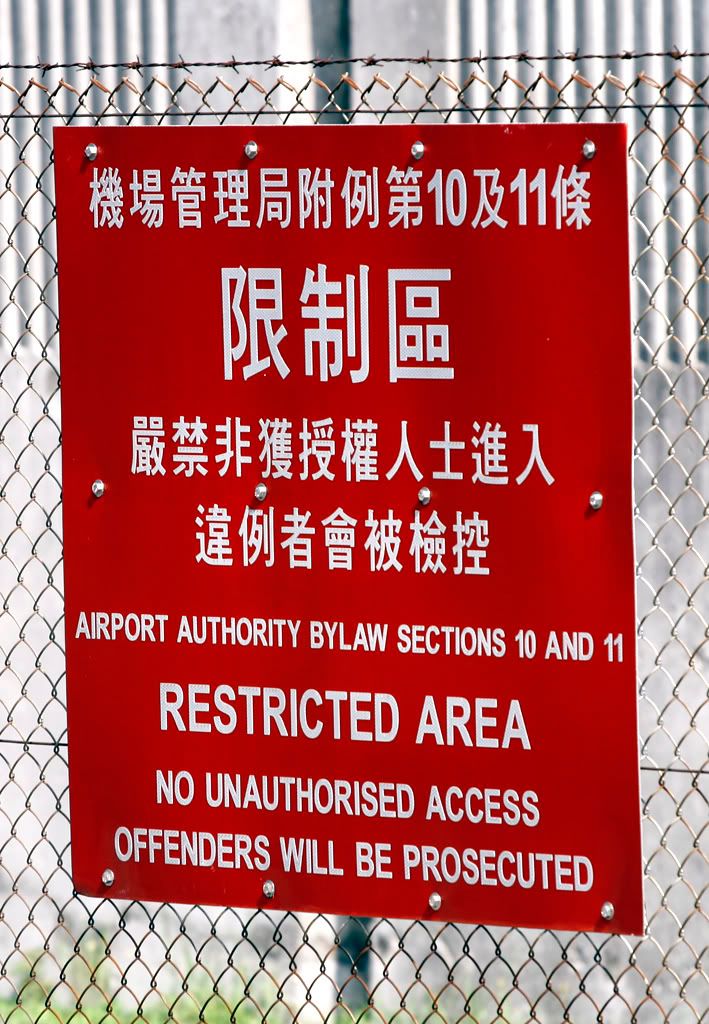 機場管理局附例第10及11條
限制區
嚴禁非獲授權人士進入
違例者會被檢控
AIRPORT AUTHORITY BYLAW SECTIONS 10 AND 11
RESTRICTED AREA
NO UNAUTHORISED ACCESS
OFFENDERS WILL BE PROSECUTED